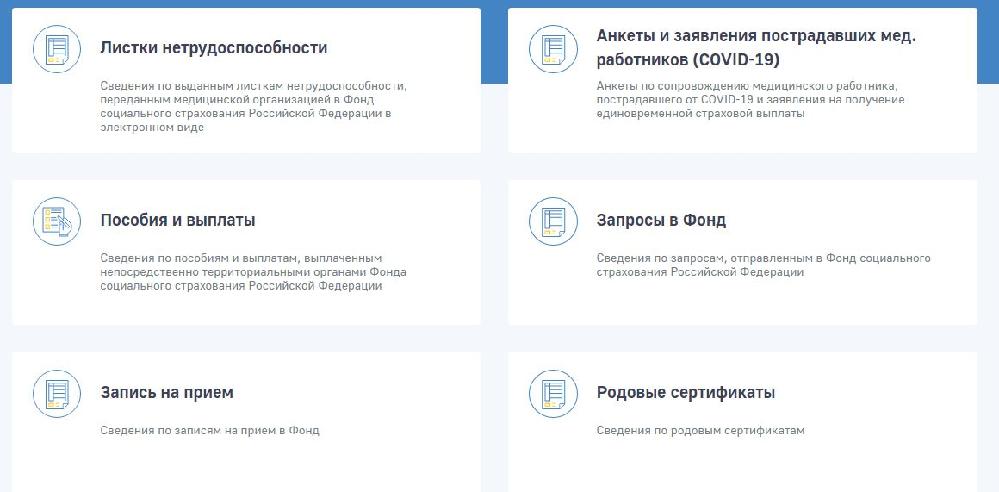 Листки нетрудоспособности
Сведения по выданным листкам нетрудоспособности,
переданным медицинской организацией в Фонд
социального страхования Российской Федерации в
электронном виде
Анкеты и заявления пострадавших мед.
работников (COVID-19)
Анкеты по сопровождению медицинского работника,
пострадавшего от COVID-19 и заявления на получение
единовременной страховой выплаты
Пособия и выплаты
Сведения по пособиям и выплатам, выплаченным
непосредственно территориальными органами Фонда
социального страхования Российской Федерации
Запросы в Фонд
Сведения по запросам, отправленным в Фонд социального
страхования Российской Федерации
Запись на прием
Сведения по записям на прием в Фонд
Родовые сертификаты
Сведения по родовым сертификатам